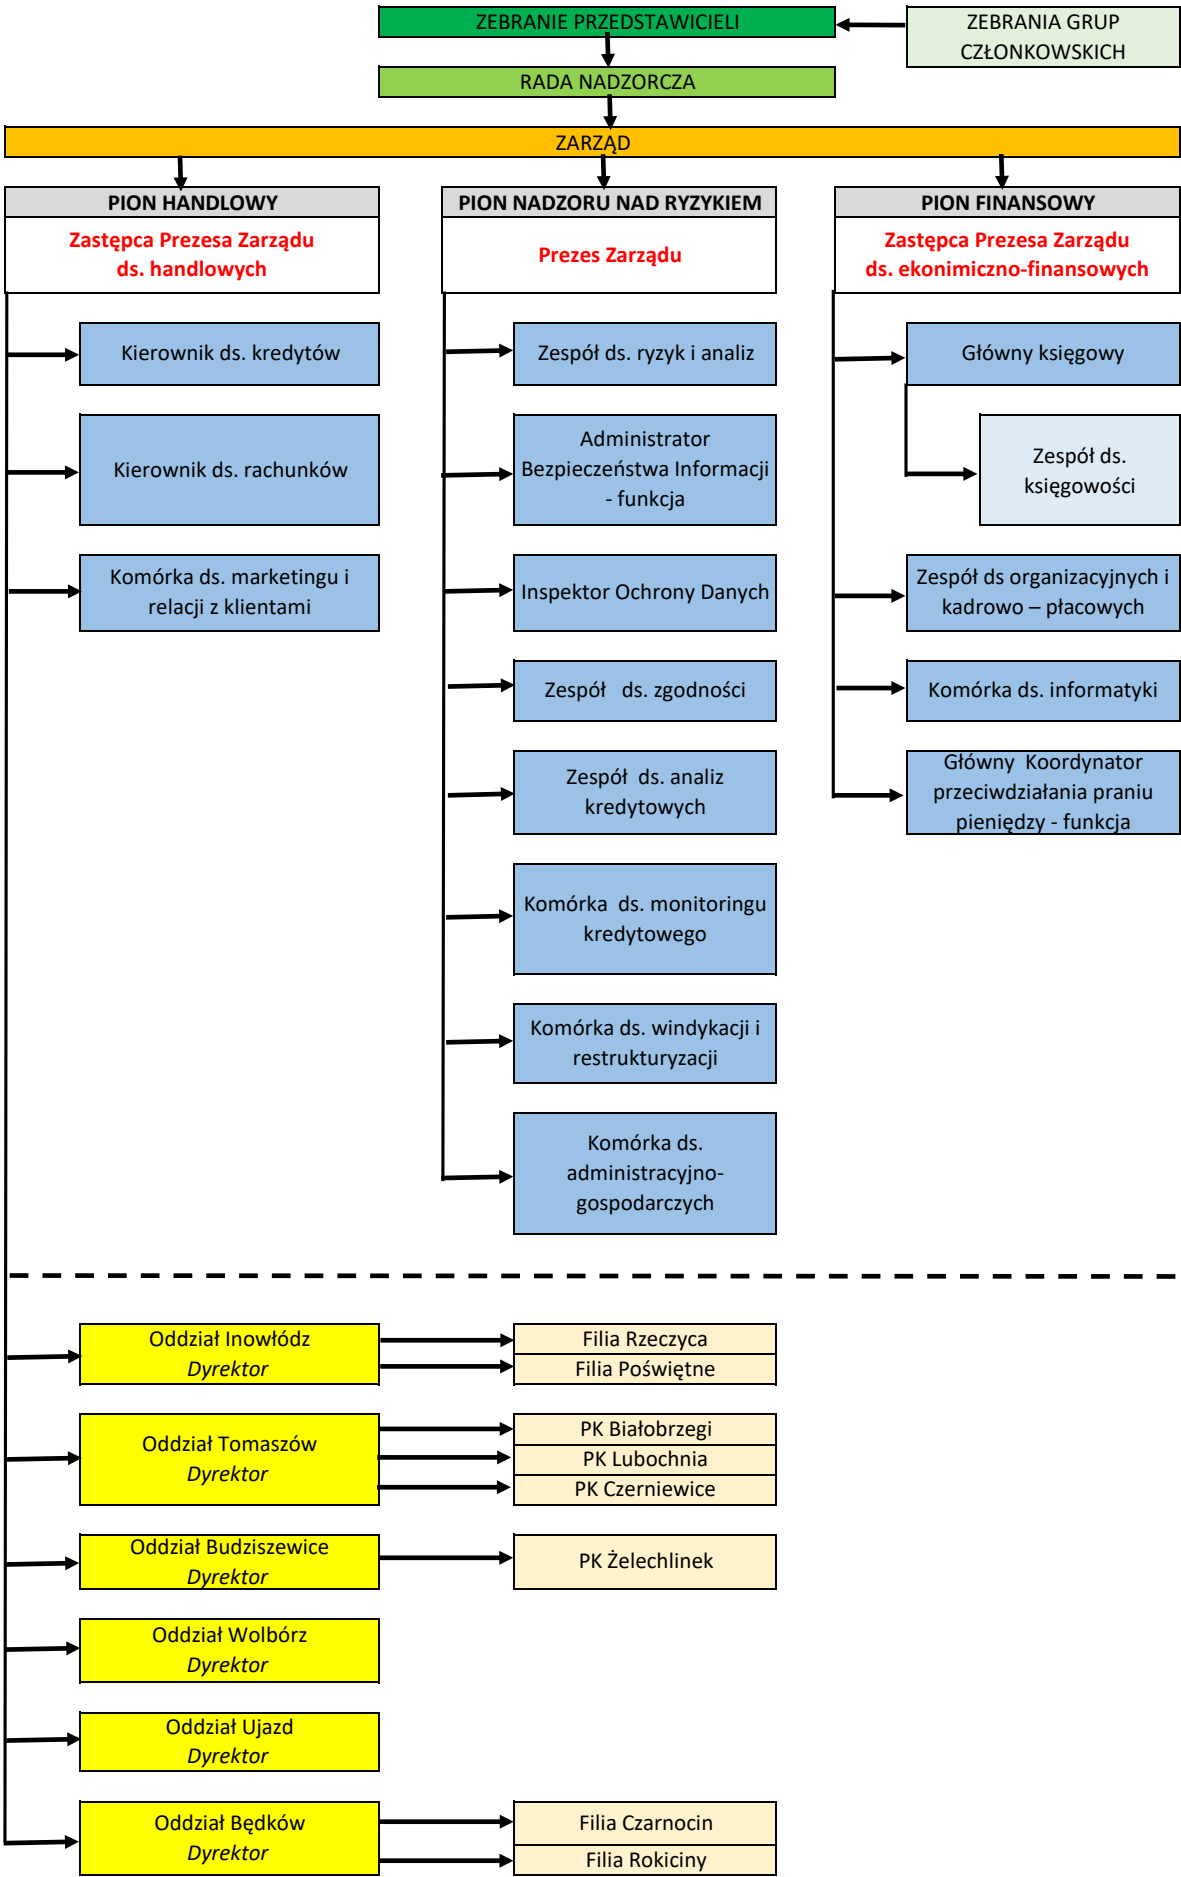 ZEBRANIE PRZEDSTAWICIELI
ZEBRANIA GRUP
CZŁONKOWSKICH
RADA NADZORCZA
ZARZĄD
PION HANDLOWY
Zastępca Prezesa Zarządu
ds. handlowych
PION NADZORU NAD RYZYKIEM
Prezes Zarządu
PION FINANSOWY
Zastępca Prezesa Zarządu
ds. ekonimiczno-finansowych
Kierownik ds. kredytów
Kierownik ds. rachunków
Komórka ds. marketingu i
relacji z klientami
Zespół ds. ryzyk i analiz
Administrator
Bezpieczeństwa Informacji
- funkcja
Inspektor Ochrony Danych
Zespół ds. zgodności
Zespół ds. analiz
kredytowych
Komórka ds. monitoringu
kredytowego
Komórka ds. windykacji i
restrukturyzacji
Komórka ds.
administracyjno-
gospodarczych
Główny księgowy
Zespół ds.
księgowości
Zespół ds organizacyjnych i
kadrowo – płacowych
Komórka ds. informatyki
Główny Koordynator
przeciwdziałania praniu
pieniędzy - funkcja
Oddział Inowłódz
Dyrektor
Filia Rzeczyca
Filia Poświętne
Oddział Tomaszów
Dyrektor
PK Białobrzegi
PK Lubochnia
PK Czerniewice
Oddział Budziszewice
Dyrektor
PK Żelechlinek
Oddział Wolbórz
Dyrektor
Oddział Ujazd
Dyrektor
Oddział Będków
Dyrektor
Filia Czarnocin
Filia Rokiciny